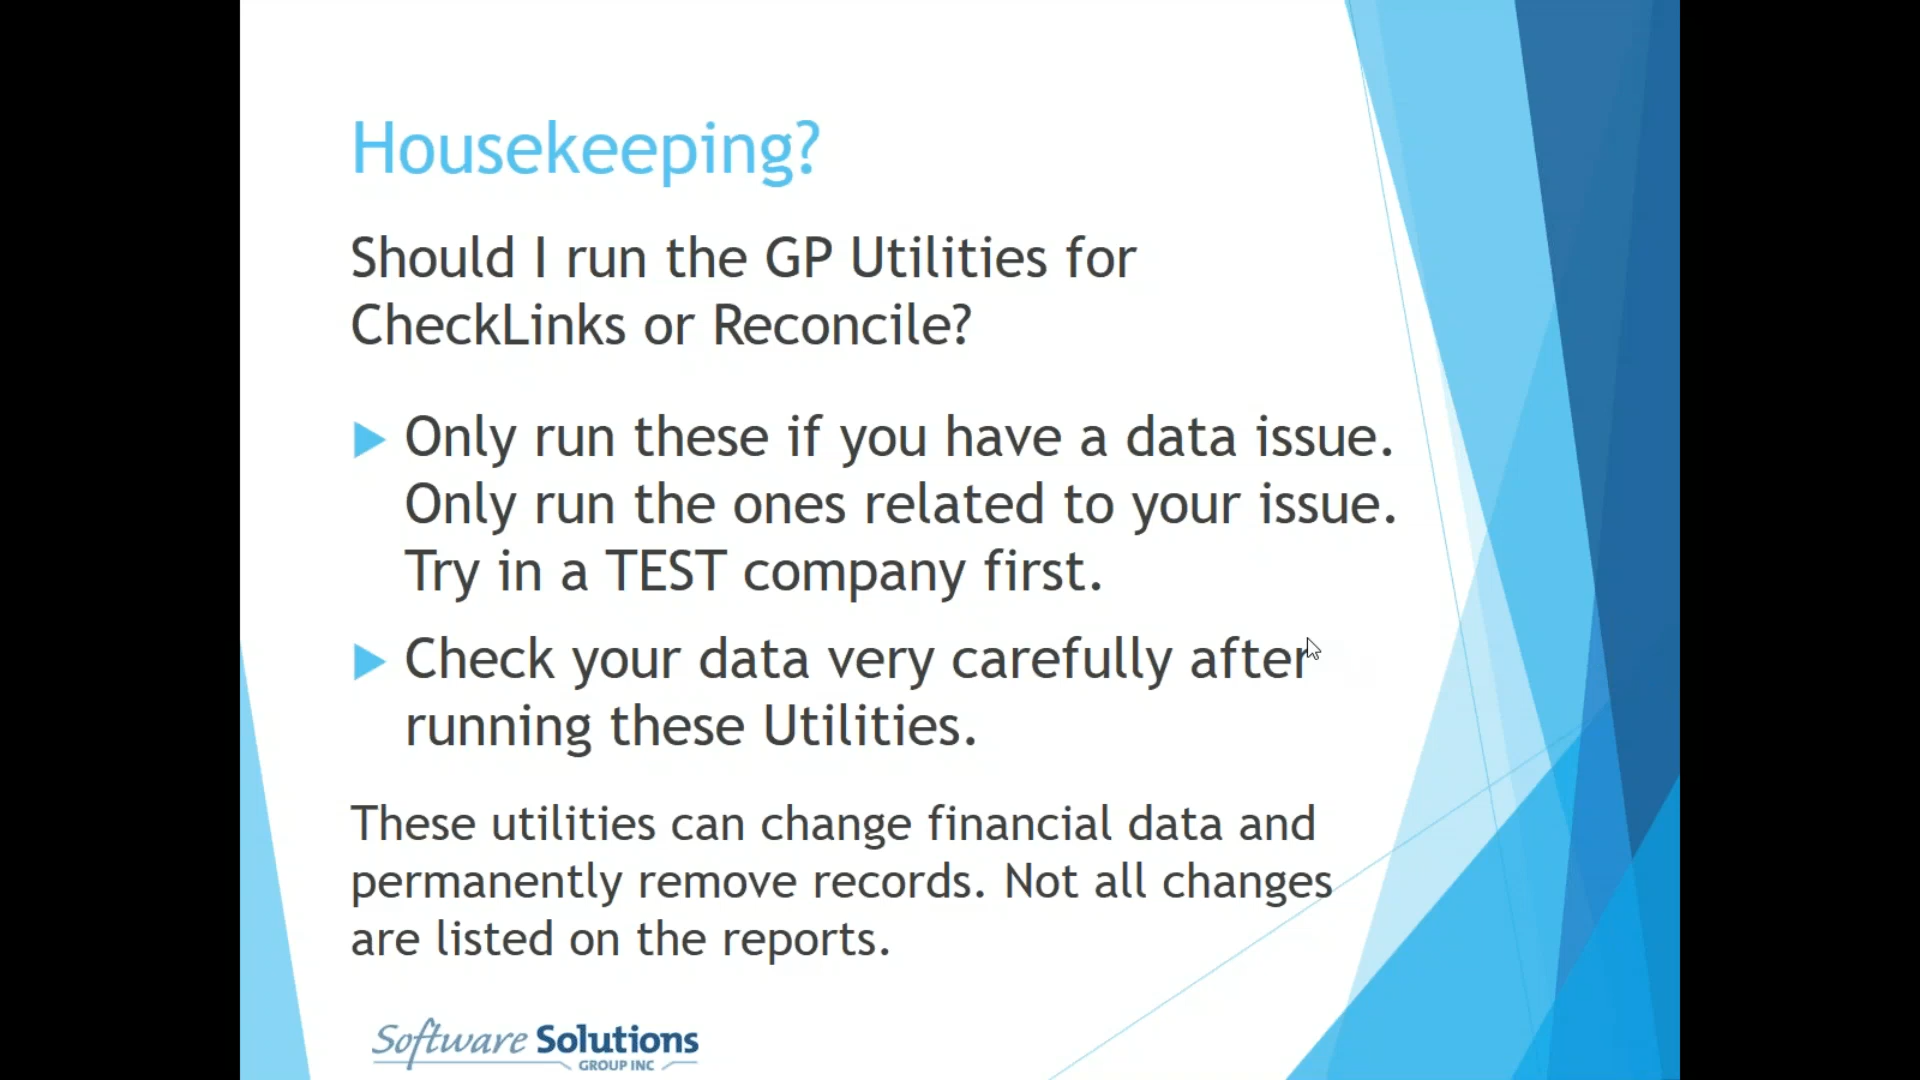 Housekeeping?
Should I run the GP Utilities for
CheckLinks or Reconcile?
Only run these if you have a data issue.
Only run the ones related to your issue.
Try in a TEST company first.
Check your data very carefully after
running these Utilities.
These utilities can change financial data and
permanently remove records. Not all changes
are listed on the reports.
Software Solutions
GROUP INC